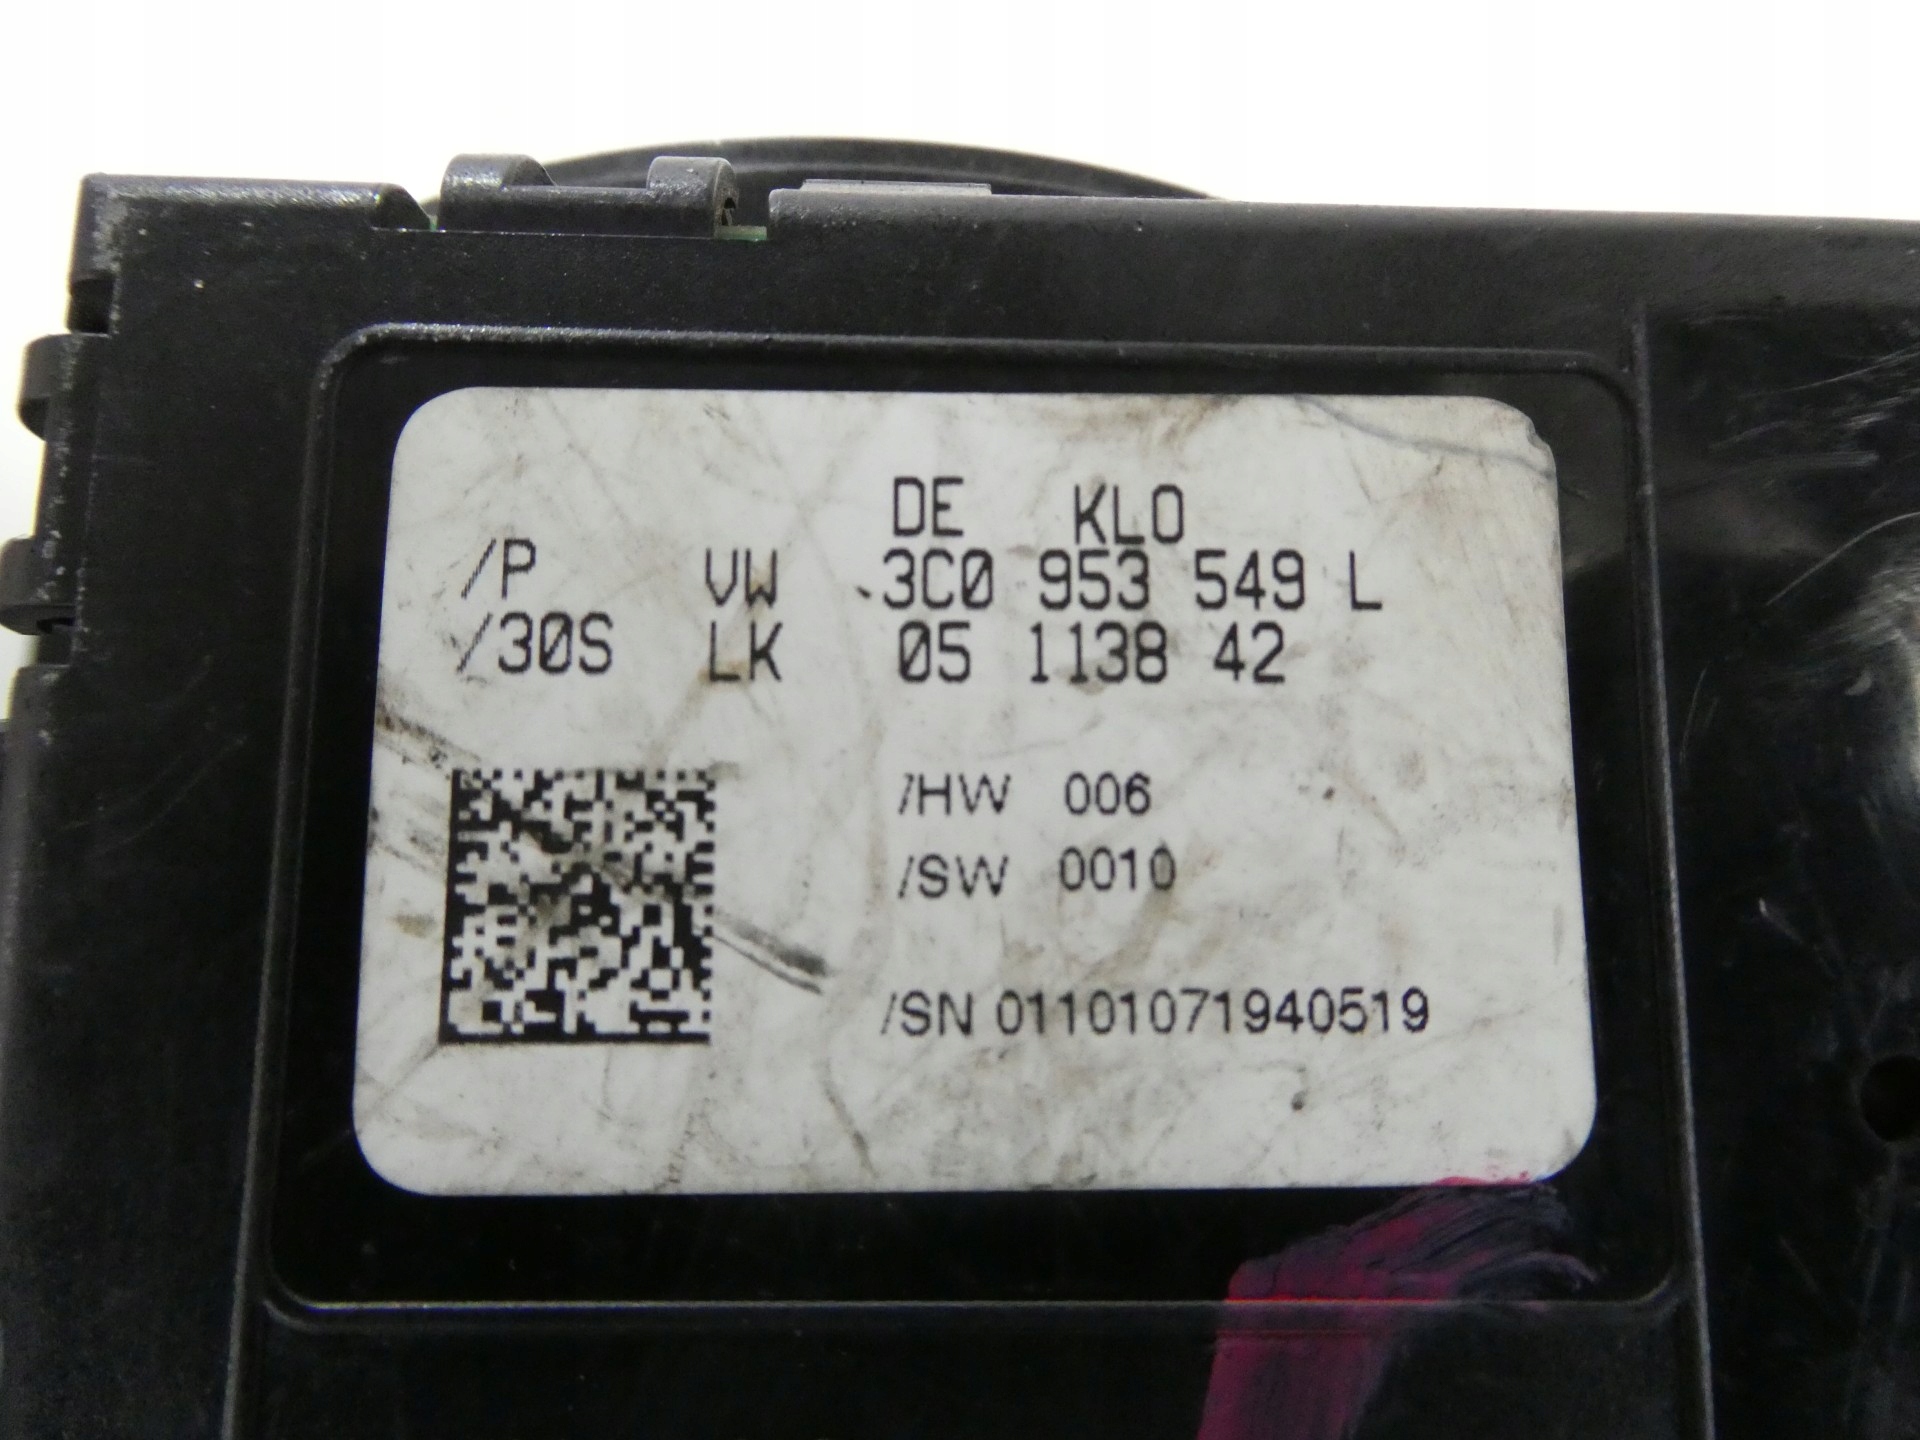 DE KLO
/P VW 3C0 953 549 L
/30S LK 05 1138 42
/HW 006
/SW 0010
/SN 01101071940519